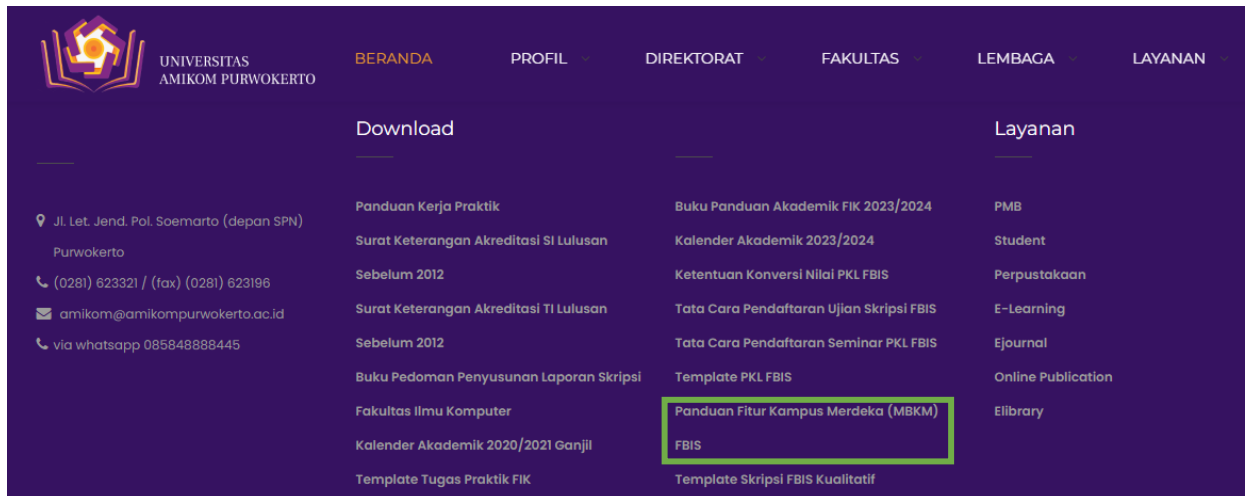 UNIVERSITAS
AMIKOM PURWOKERTO
BERANDA
PROFIL
DIREKTORAT
FAKULTAS
LEMBAGA
LAYANAN
Jl. Let. Jend. Pol. Soemarto (depan SPN)
Purwokerto
(0281) 623321 / (fax) (0281) 623196
amikom@amikompurwokerto.ac.id
via whatsapp 085848888445
Download
Panduan Kerja Praktik
Surat Keterangan Akreditasi SI Lulusan
Sebelum 2012
Surat Keterangan Akreditasi TI Lulusan
Sebelum 2012
Buku Pedoman Penyusunan Laporan Skripsi
Fakultas Ilmu Komputer
Kalender Akademik 2020/2021 Ganjil
Template Tugas Praktik FIK
Buku Panduan Akademik FIK 2023/2024
Kalender Akademik 2023/2024
Ketentuan Konversi Nilai PKL FBIS
Tata Cara Pendaftaran Ujian Skripsi FBIS
Tata Cara Pendaftaran Seminar PKL FBIS
Template PKL FBIS
Panduan Fitur Kampus Merdeka (MBKM)
FBIS
Template Skripsi FBIS Kualitatif
Layanan
PMB
Student
Perpustakaan
E-Learning
Ejournal
Online Publication
Elibrary